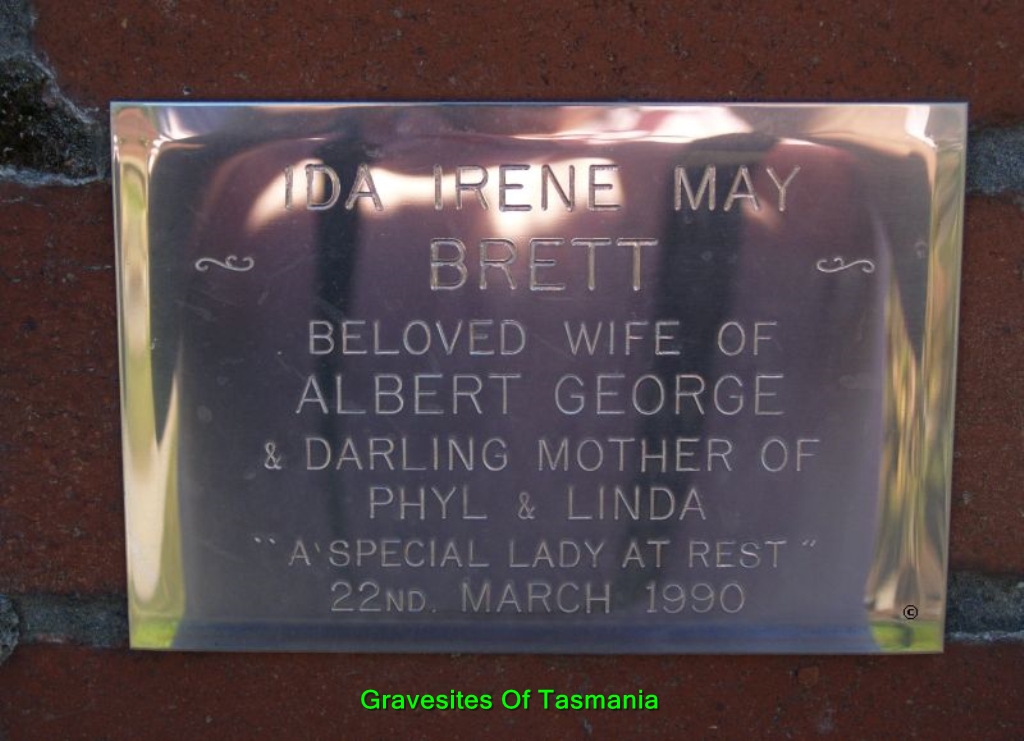 IDA IRENE MAY
BRETT
BELOVED WIFE OF
ALBERT GEORGE
& DARLING MOTHER OF
PHYL & LINDA
"A SPECIAL LADY AT REST"
22ND. MARCH 1990
©
Gravesites Of Tasmania